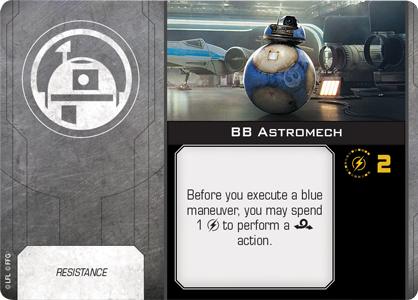 BB ASTROMECH
2
Before you execute a blue
maneuver, you may spend
1 to perform a
action.
RESISTANCE
© LFL © FFG